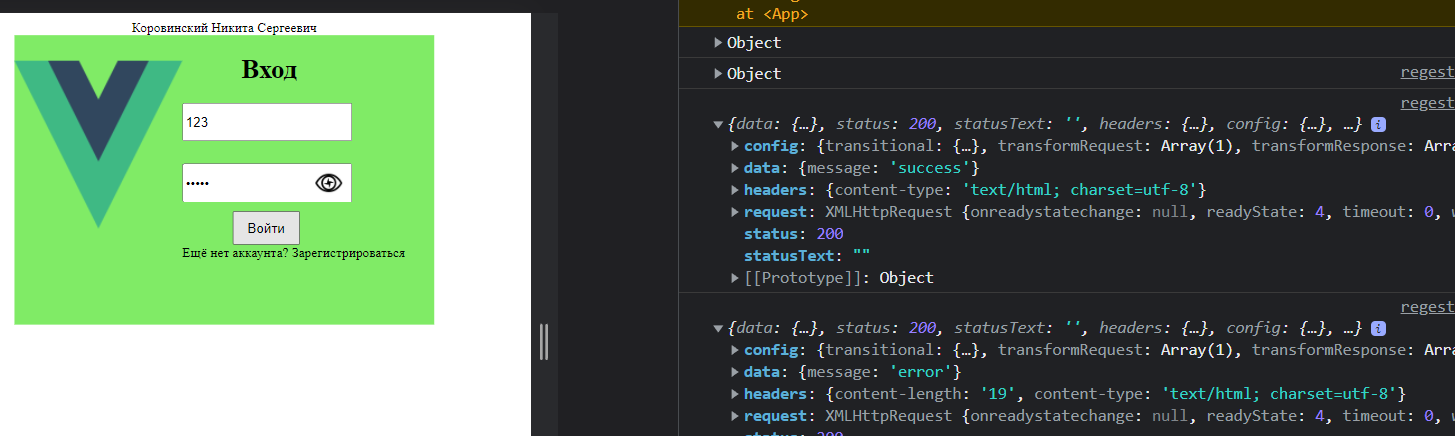 Коровинский Никита Сергеевич
Вход
123
•••••
Войти
Ещё нет аккаунта? Зарегистрироваться
at <App>
▶Object
▶Object
regest
regest
▼{data: {…}, status: 200, statusText: '', headers: {…}, config: {…}, …} i
▶config: {transitional: {…}, transformRequest: Array(1), transformResponse: Arra
▶data: {message: 'success'}
▶headers: {content-type: 'text/html; charset=utf-8'}
▶request: XMLHttpRequest {onreadystatechange: null, readyState: 4, timeout: 0, w
status: 200
statusText: ""
▶[[Prototype]]: Object
regest
▼{data: {…}, status: 200, statusText: '', headers: {…}, config: {…}, …} i
▶config: {transitional: {…}, transformRequest: Array(1), transformResponse: Arra
▶data: {message: 'error'}
▶headers: {content-length: '19', content-type: 'text/html; charset=utf-8'}
▶request: XMLHttpRequest {onreadystatechange: null, readyState: 4, timeout: 0, w
status: 200